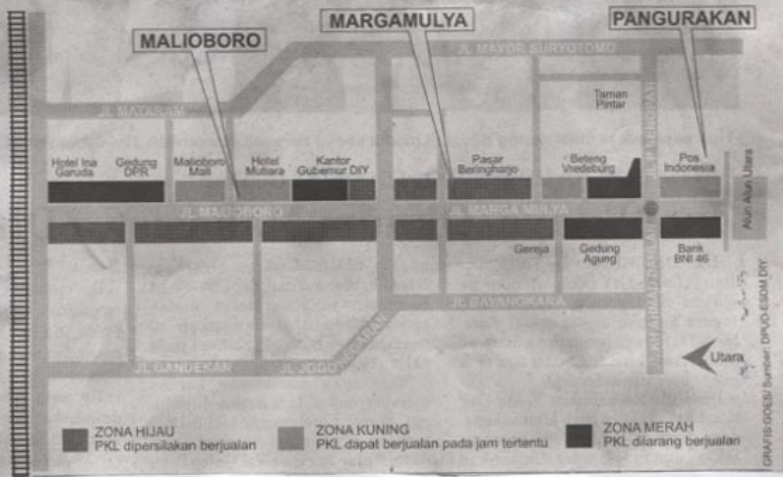 MALIOBORO
MARGAMULYA
PANGURAKAN
JL MAYOR SURYOTOMO
JL MATARAM
Taman
Pintar
Hotel Ina
Garuda
Gedung
DPR
Malioboro
Mall
Hotel
Mutiara
Kantor
Gubernur DIY
Pasar
Beringharjo
Beteng
Vredeburg
Pos
Indonesia
JL MALIOBORO
JL MARGA MULYA
Alun Alun Utara
Gereja
Gedung
Agung
Bank
BNI 46
JL BAYANGKARA
JL GANDEKAN
Utara
ZONA HIJAU
PKL dipersilakan berjualan
ZONA KUNING
PKL dapat berjualan pada jam tertentu
ZONA MERAH
PKL dilarang berjualan